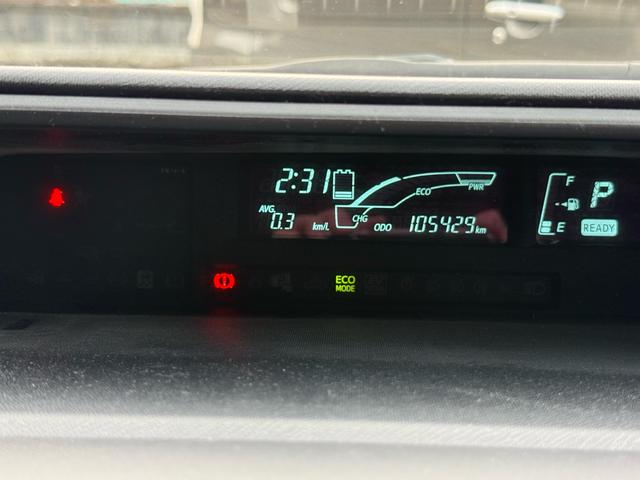 2:31
ECO
PWR
F
P
AVG.
0.3 km/L
CHG
ODO
105429 km
E
READY
ECO
MODE